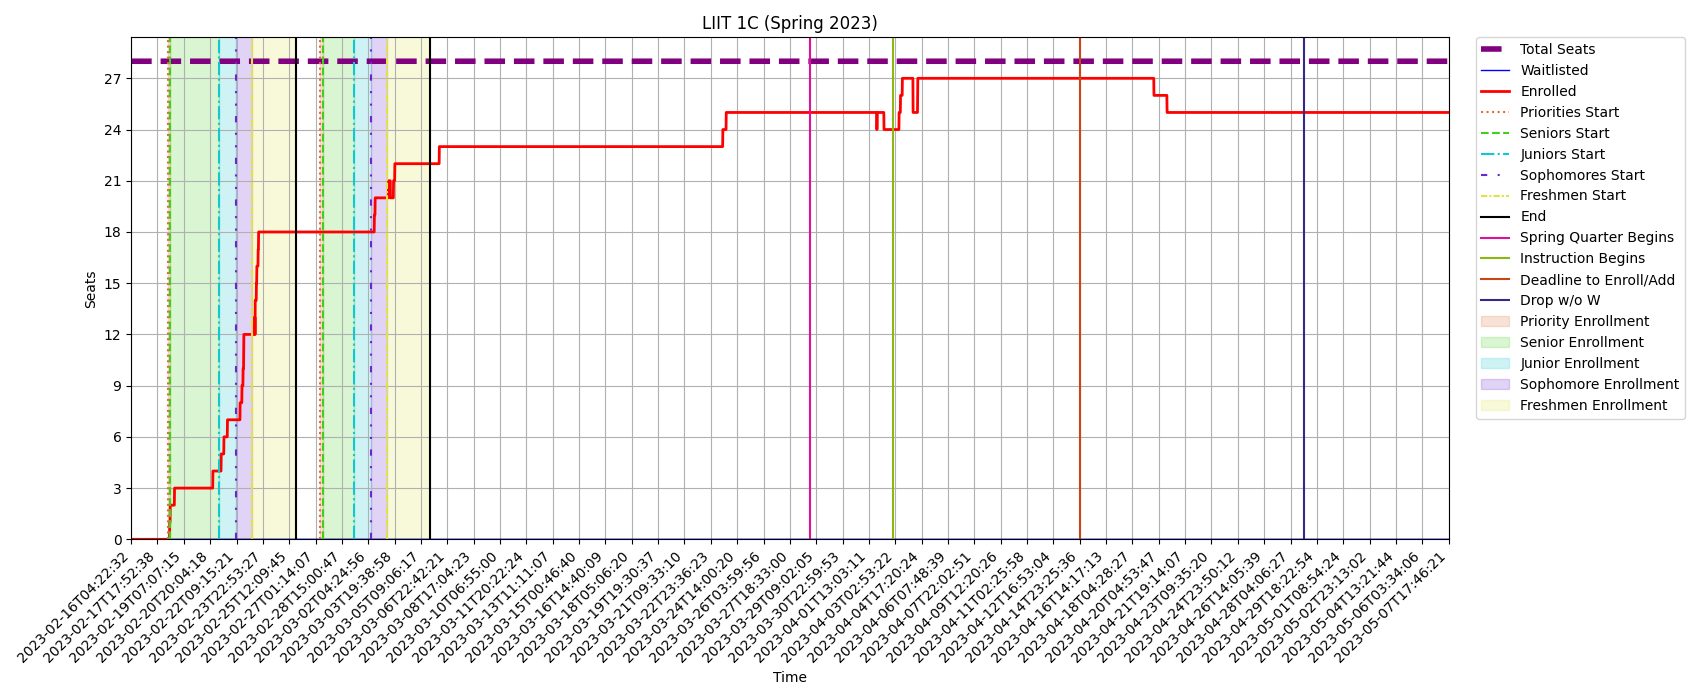 LIIT 1C (Spring 2023)
Seats
27
24
21
18
15
12
9
6
3
0
2023-02-16T04:22:32
2023-02-17T17:52:38
2023-02-19T07:07:15
2023-02-20T20:04:18
2023-02-22T09:15:21
2023-02-23T22:53:27
2023-02-25T12:09:45
2023-02-27T01:14:07
2023-02-28T15:00:47
2023-03-02T04:24:56
2023-03-03T19:38:58
2023-03-05T09:06:17
2023-03-06T22:42:21
2023-03-08T17:04:23
2023-03-10T06:55:00
2023-03-11T20:22:24
2023-03-13T11:11:07
2023-03-15T00:46:40
2023-03-16T14:40:09
2023-03-18T05:06:20
2023-03-19T19:30:37
2023-03-21T09:33:10
2023-03-22T23:36:23
2023-03-24T14:00:20
2023-03-26T03:59:56
2023-03-27T18:33:00
2023-03-29T09:02:05
2023-03-30T22:59:53
2023-04-01T13:03:11
2023-04-03T02:53:22
2023-04-04T17:20:24
2023-04-06T07:48:39
2023-04-07T22:02:51
2023-04-09T12:20:26
2023-04-11T02:25:58
2023-04-12T16:53:04
2023-04-14T23:25:36
2023-04-16T14:17:13
2023-04-18T04:28:27
2023-04-20T04:53:47
2023-04-21T19:14:07
2023-04-23T09:35:20
2023-04-24T23:50:12
2023-04-26T14:05:39
2023-04-28T04:06:27
2023-04-29T18:22:54
2023-05-01T08:54:24
2023-05-02T23:13:02
2023-05-04T13:21:44
2023-05-06T03:34:06
2023-05-07T17:46:21
Time
Total Seats
Waitlisted
Enrolled
Priorities Start
Seniors Start
Juniors Start
Sophomores Start
Freshmen Start
End
Spring Quarter Begins
Instruction Begins
Deadline to Enroll/Add
Drop w/o W
Priority Enrollment
Senior Enrollment
Junior Enrollment
Sophomore Enrollment
Freshmen Enrollment